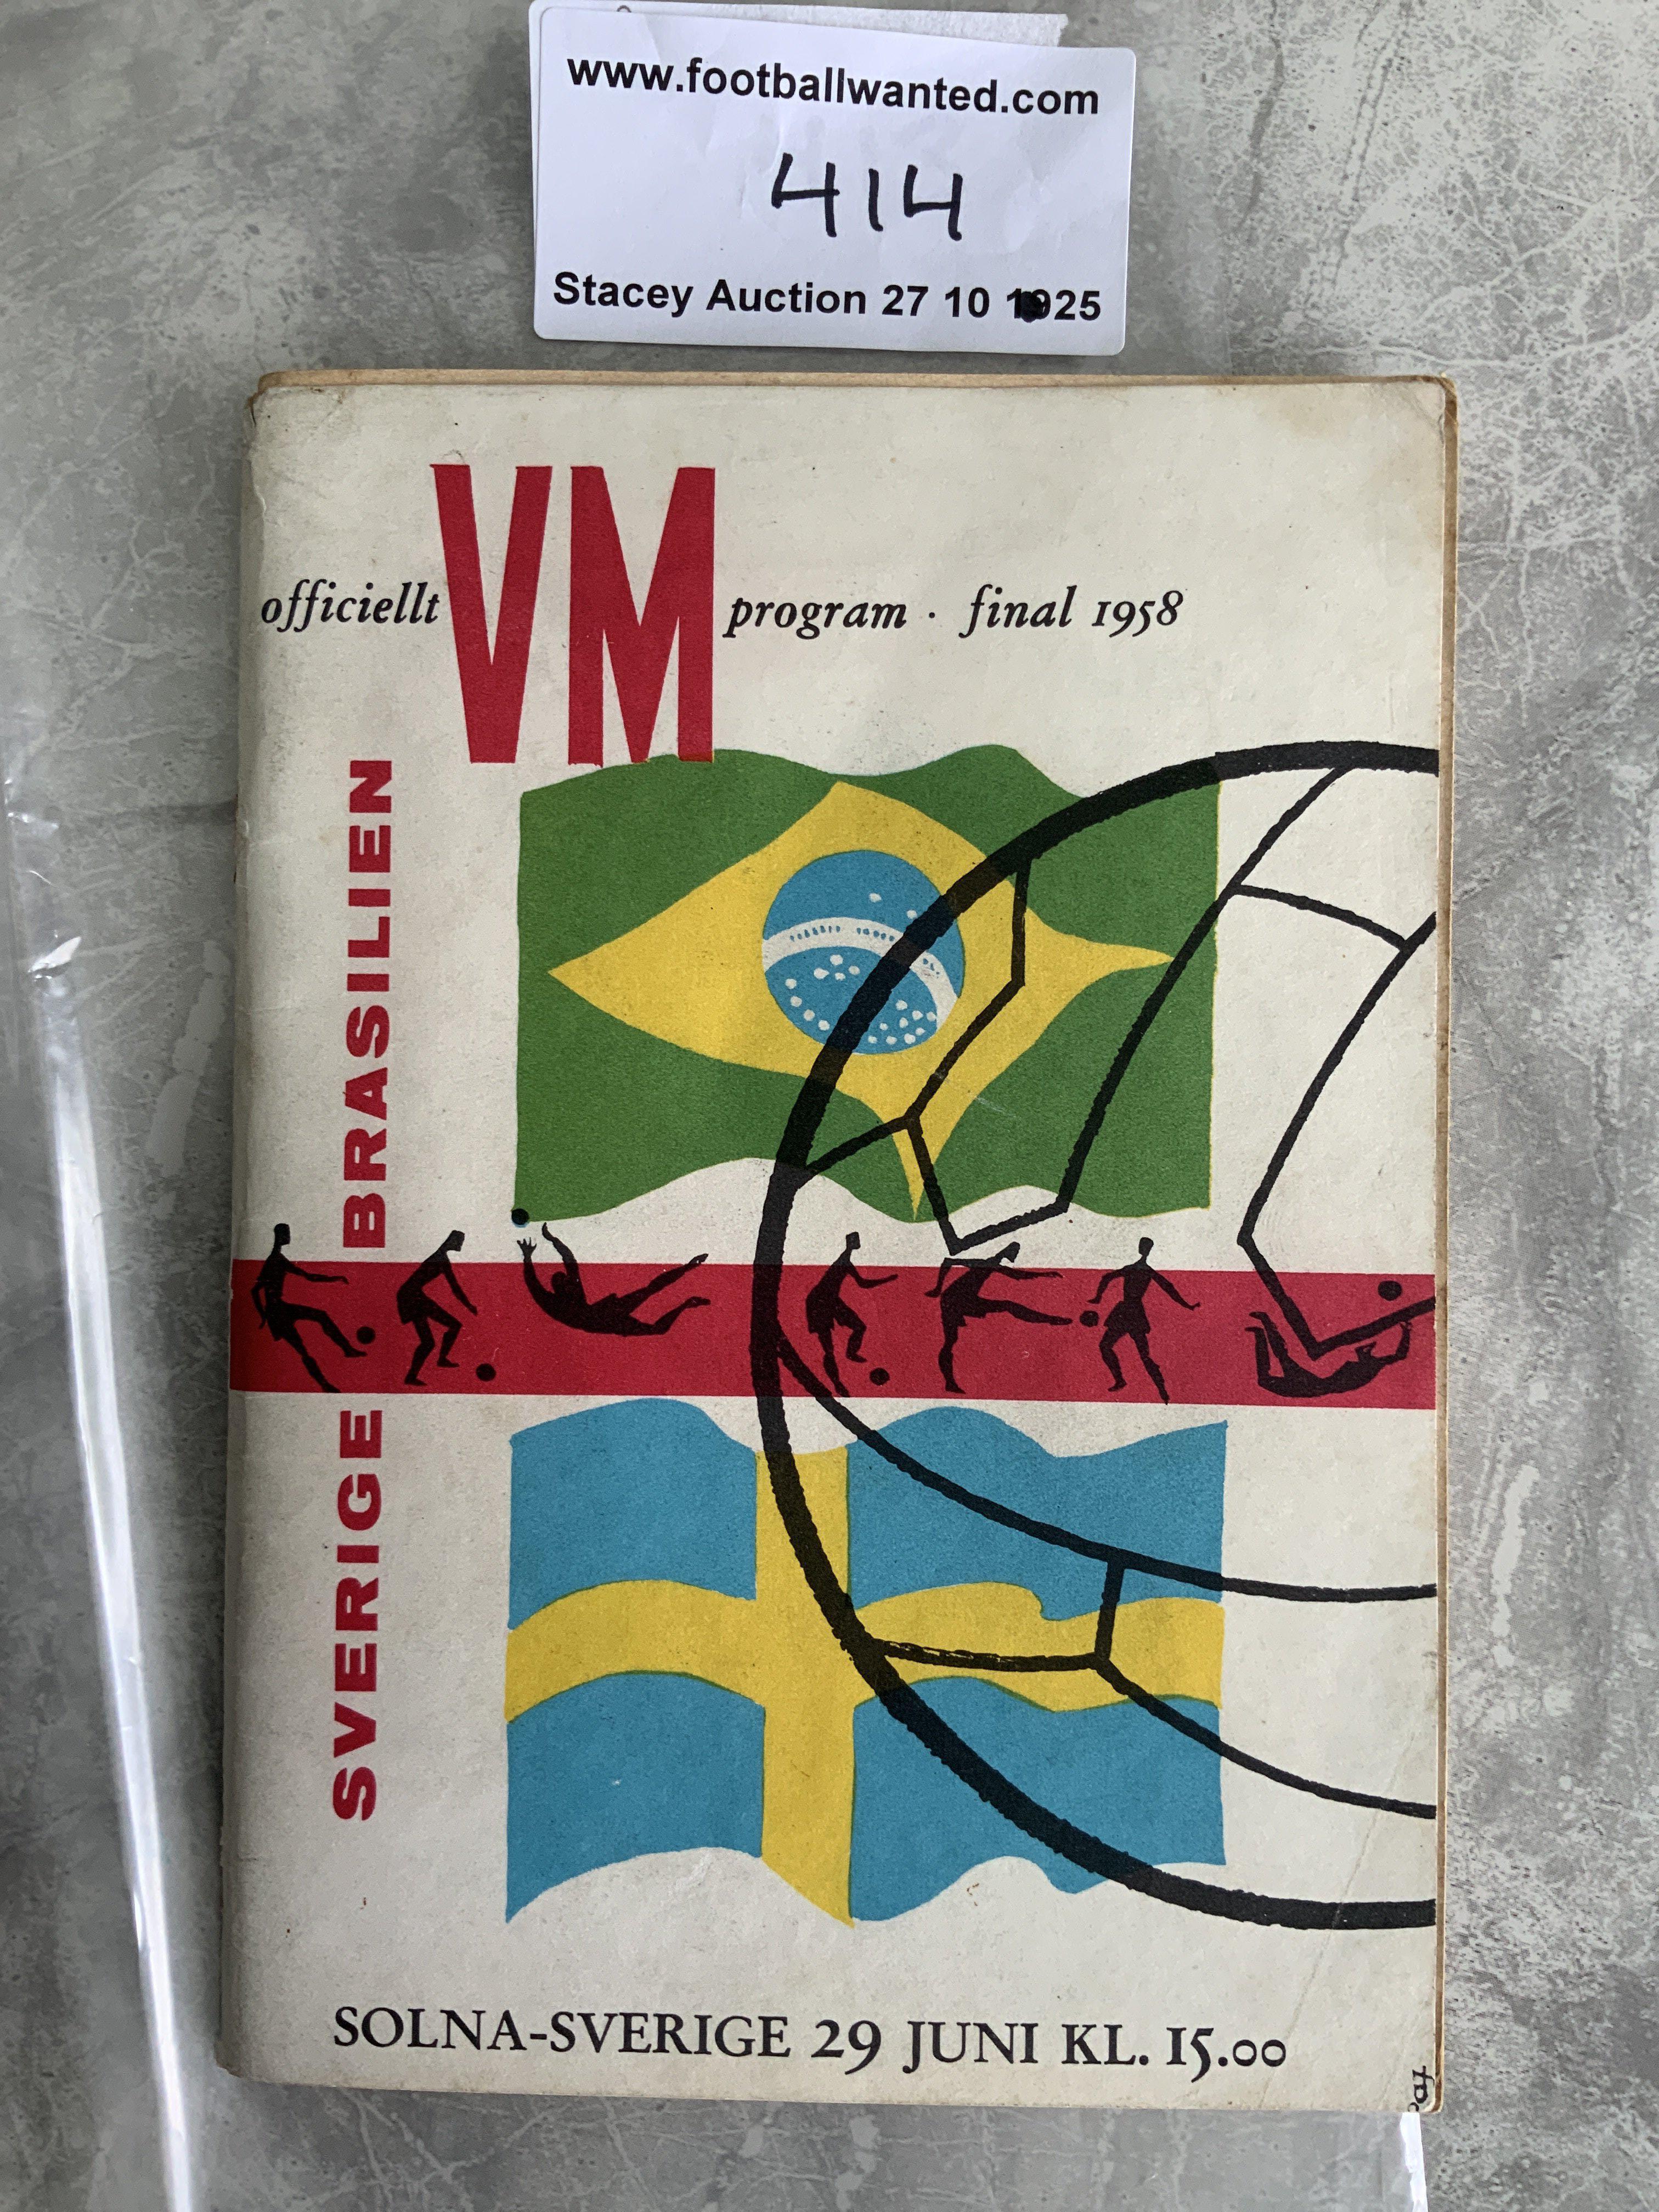 www.footballwanted.com
414
Stacey Auction 27 10 1925
officiellt VM program · final 1958
BRASILIEN
SVERIGE
SOLNA-SVERIGE 29 JUNI KL. 15.00